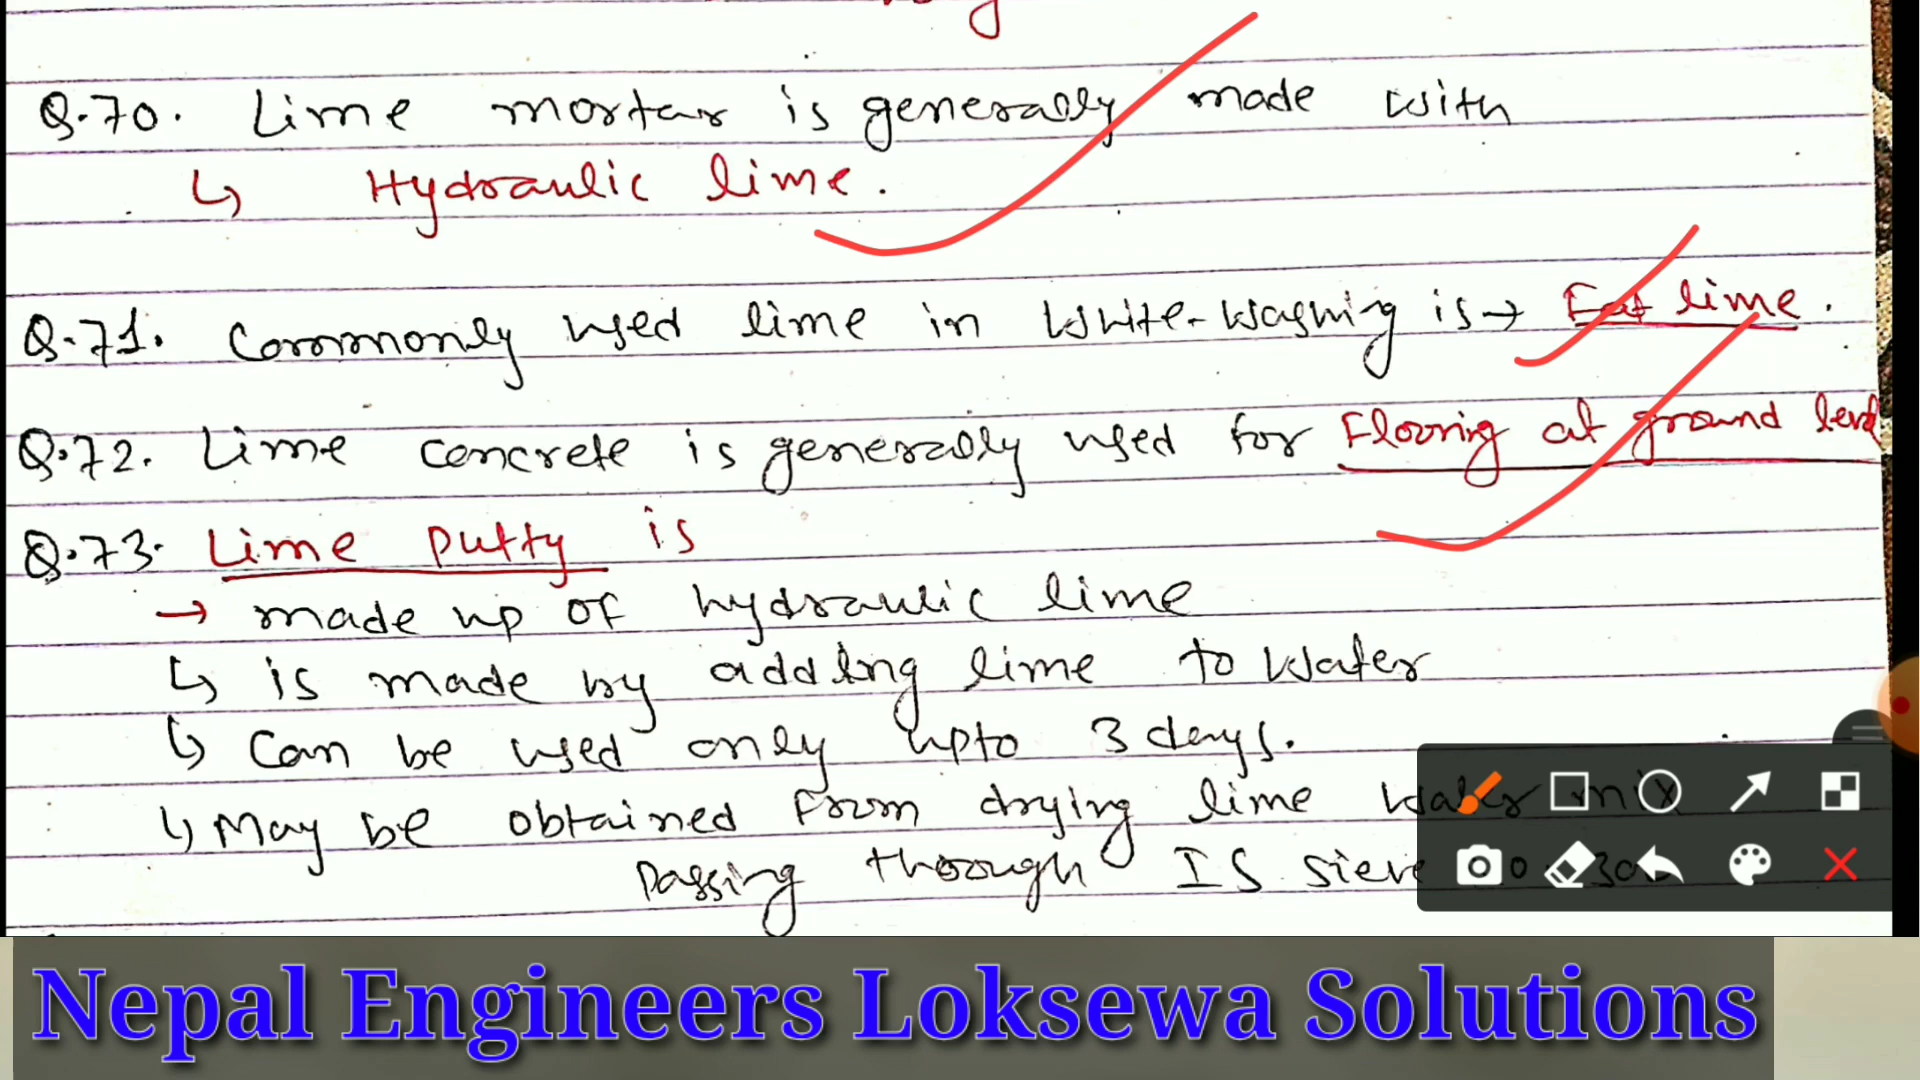 Q.70. Lime mortar is generally made with
↳ Hydraulic lime.
Q.71. Commonly used lime in White-Washing is → Fat lime.
Q.72. Lime concrete is generally used for Flooring at ground level
Q.73. Lime putty is
→ made up of hydraulic lime
↳ is made by adding lime to Water
↳ Can be used only upto 3 days.
↳ May be obtained From drying lime Water mix
passing through IS sieve
Nepal Engineers Loksewa Solutions